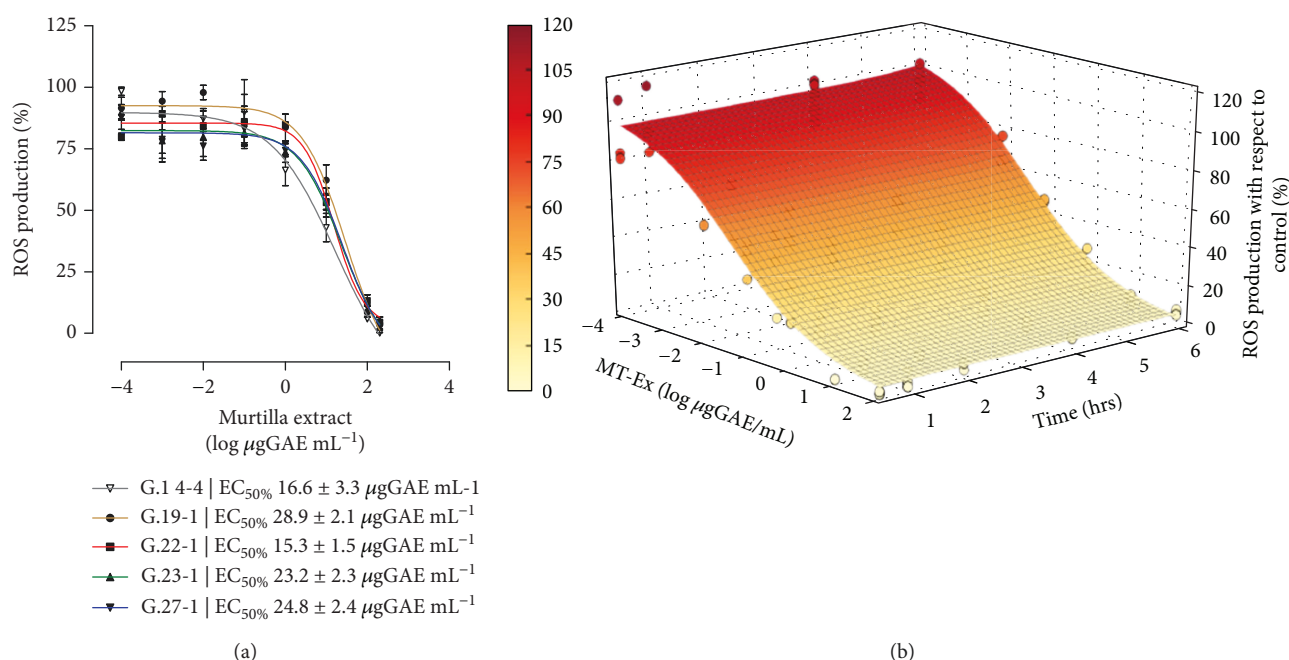 125
100
75
50
25
0
ROS production (%)
−4
−2
0
2
4
Murtilla extract
(log μgGAE mL−1)
G.1 4-4 | EC50% 16.6 ± 3.3 μgGAE mL-1
G.19-1 | EC50% 28.9 ± 2.1 μgGAE mL−1
G.22-1 | EC50% 15.3 ± 1.5 μgGAE mL−1
G.23-1 | EC50% 23.2 ± 2.3 μgGAE mL−1
G.27-1 | EC50% 24.8 ± 2.4 μgGAE mL−1
(a)
120
105
90
75
60
45
30
15
0
−4
−3
−2
−1
0
1
2
MT-Ex (log μgGAE/mL)
1
2
3
4
5
6
Time (hrs)
120
100
80
60
40
20
0
ROS production with respect to
control (%)
(b)